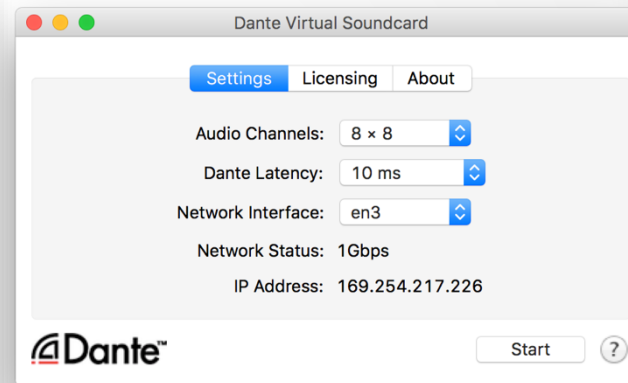 Dante Virtual Soundcard
Settings Licensing About
Audio Channels: 8 × 8
Dante Latency: 10 ms
Network Interface: en3
Network Status: 1Gbps
IP Address: 169.254.217.226
Dante™ Start ?